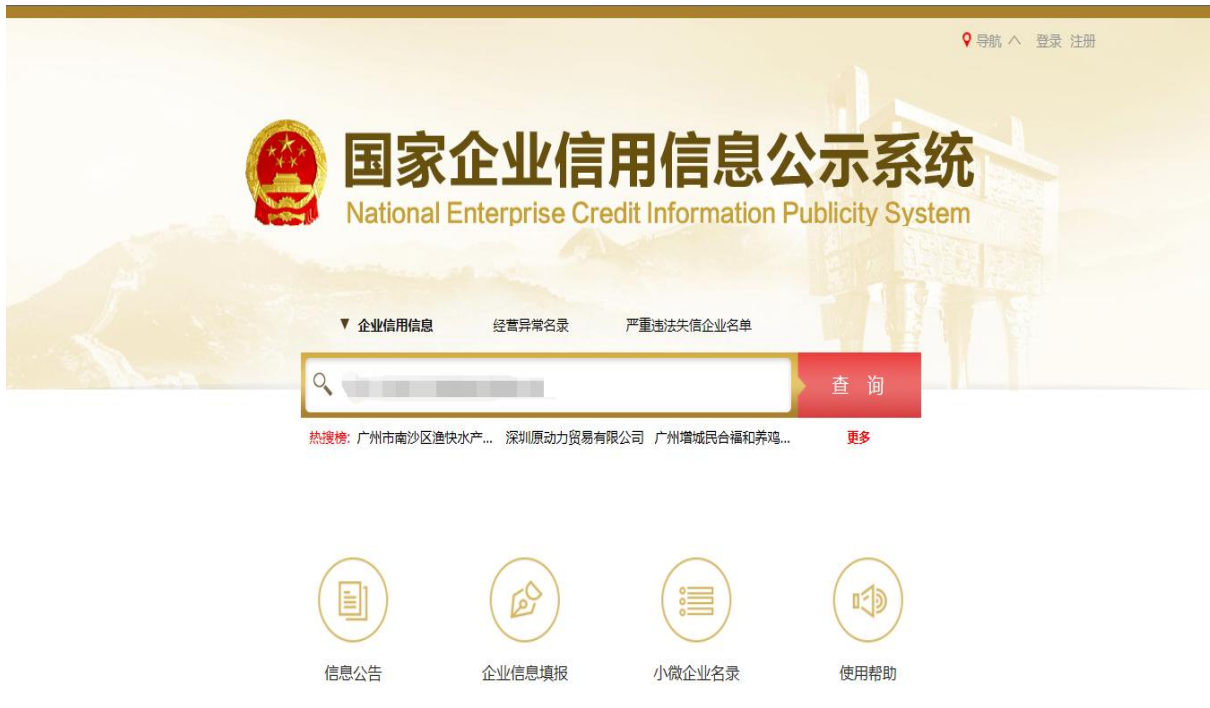 导航 登录 注册
国家企业信用信息公示系统
National Enterprise Credit Information Publicity System
企业信用信息 经营异常名录 严重违法失信企业名单
查 询
热搜榜: 广州市南沙区渔快水产... 深圳原动力贸易有限公司 广州增城民合福和养鸡... 更多
信息公告 企业信息填报 小微企业名录 使用帮助